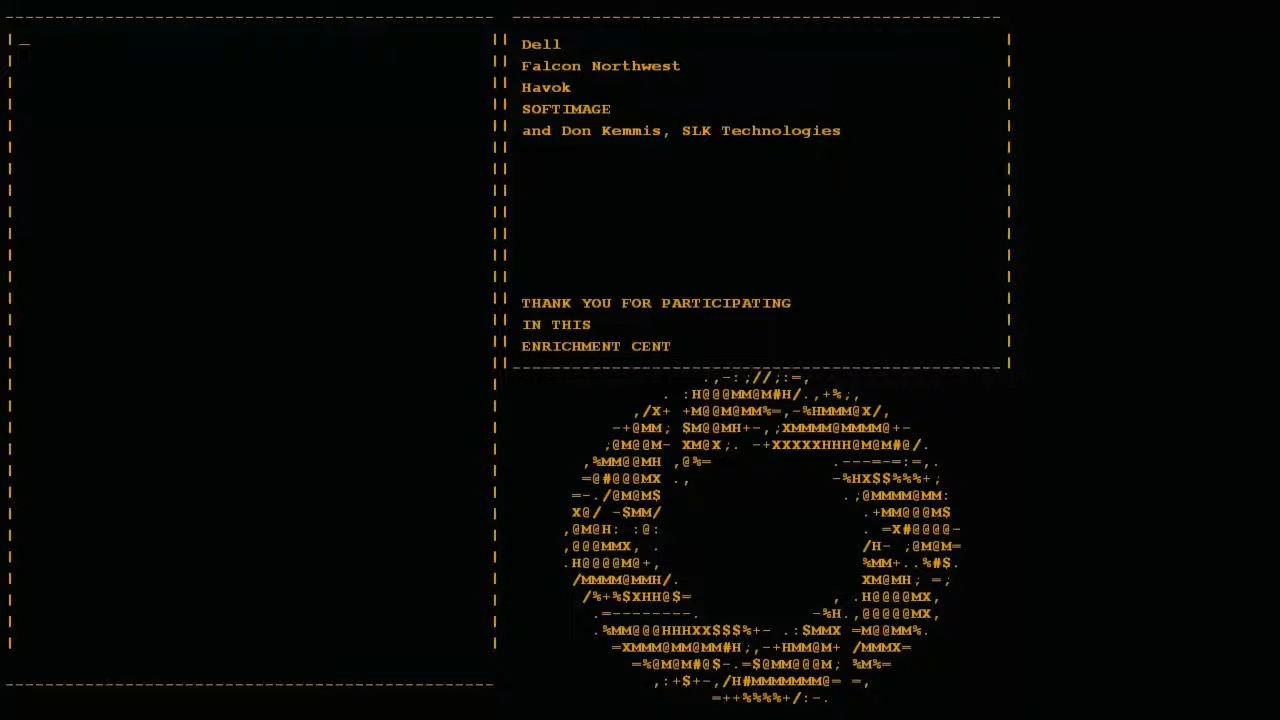 Dell
Falcon Northwest
Havok
SOFTIMAGE
and Don Kemmis, SLK Technologies
THANK YOU FOR PARTICIPATING
IN THIS
ENRICHMENT CENT